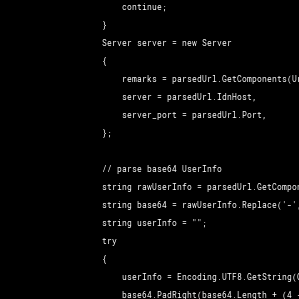 continue;
}
Server server = new Server
{
remarks = parsedUrl.GetComponents(
server = parsedUrl.IdnHost,
server_port = parsedUrl.Port,
};
// parse base64 UserInfo
string rawUserInfo = parsedUrl.GetCompon
string base64 = rawUserInfo.Replace('-',
string userInfo = "";
try
{
userInfo = Encoding.UTF8.GetString(
base64.PadRight(base64.Length + (4 -